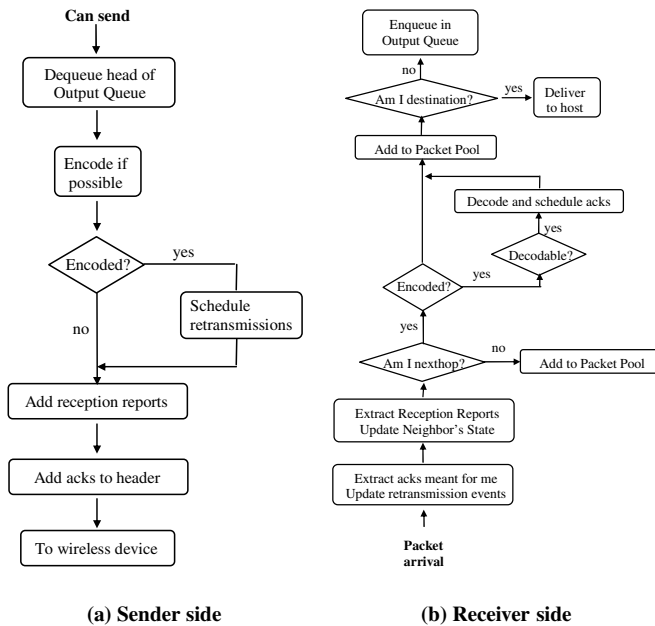 Can send
Dequeue head of
Output Queue
Encode if
possible
Encoded?
yes
Schedule
retransmissions
no
Add reception reports
Add acks to header
To wireless device
(a) Sender side
Enqueue in
Output Queue
no
Am I destination?
yes
Deliver
to host
Add to Packet Pool
Decode and schedule acks
yes
Decodable?
Encoded?
yes
yes
Am I nexthop?
no
Add to Packet Pool
Extract Reception Reports
Update Neighbor's State
Extract acks meant for me
Update retransmission events
Packet
arrival
(b) Receiver side